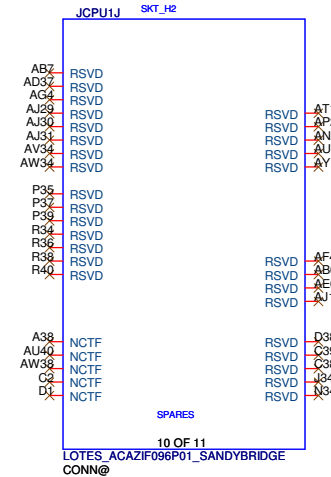 JCPU1J SKT_H2
AB7 RSVD
AD37 RSVD
AG4 RSVD
AJ29 RSVD RSVD
AJ30 RSVD RSVD
AJ31 RSVD RSVD AN
AV34 RSVD RSVD AU
AW34 RSVD RSVD AY
P35 RSVD
P37 RSVD
P39 RSVD
R34 RSVD
R36 RSVD
R38 RSVD RSVD
R40 RSVD RSVD
RSVD
RSVD
A38 NCTF RSVD
AU40 NCTF RSVD
AW38 NCTF RSVD
C2 NCTF RSVD
D1 NCTF RSVD
SPARES
10 OF 11
LOTES_ACAZIF096P01_SANDYBRIDGE
CONN@